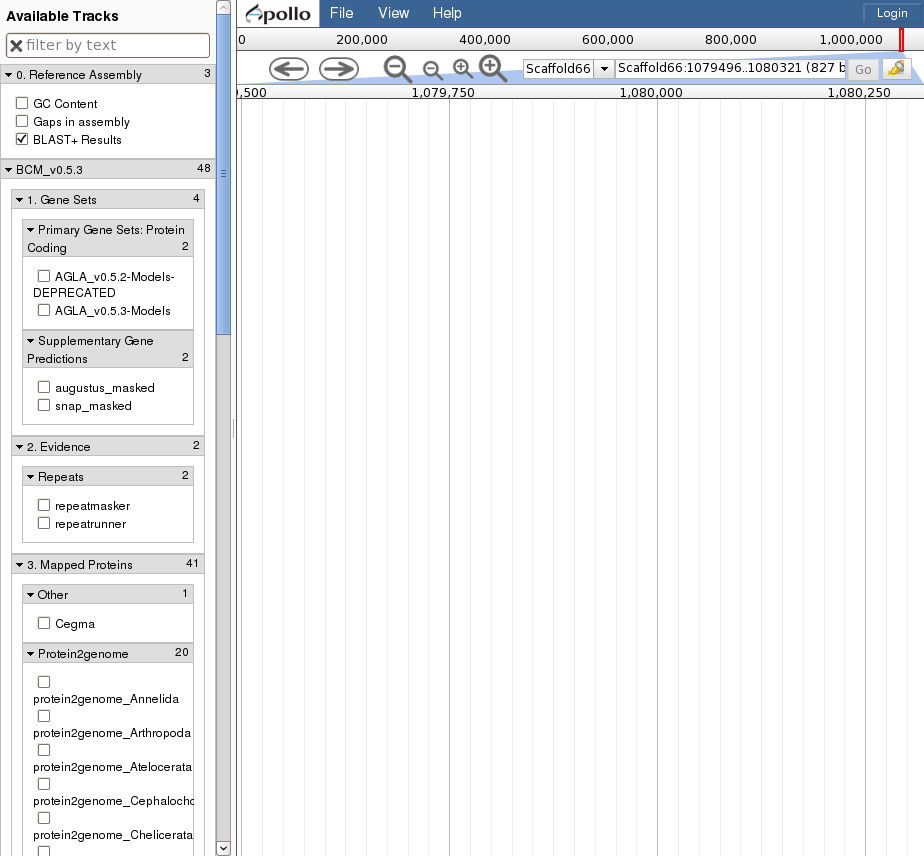 Available Tracks
filter by text
0. Reference Assembly 3
GC Content
Gaps in assembly
BLAST+ Results
BCM_v0.5.3 48
1. Gene Sets 4
Primary Gene Sets: Protein
Coding 2
AGLA_v0.5.2-Models-
DEPRECATED
AGLA_v0.5.3-Models
Supplementary Gene
Predictions 2
augustus_masked
snap_masked
2. Evidence 2
Repeats 2
repeatmasker
repeatrunner
3. Mapped Proteins 41
Other 1
Cegma
Protein2genome 20
protein2genome_Annelida
protein2genome_Arthropoda
protein2genome_Atelocerata
protein2genome_Cephalocho
protein2genome_Chelicerata
Apollo File View Help Login
0 200,000 400,000 600,000 800,000 1,000,000
Scaffold66 Scaffold66:1079496..1080321 (827 b Go
,500 1,079,750 1,080,000 1,080,250